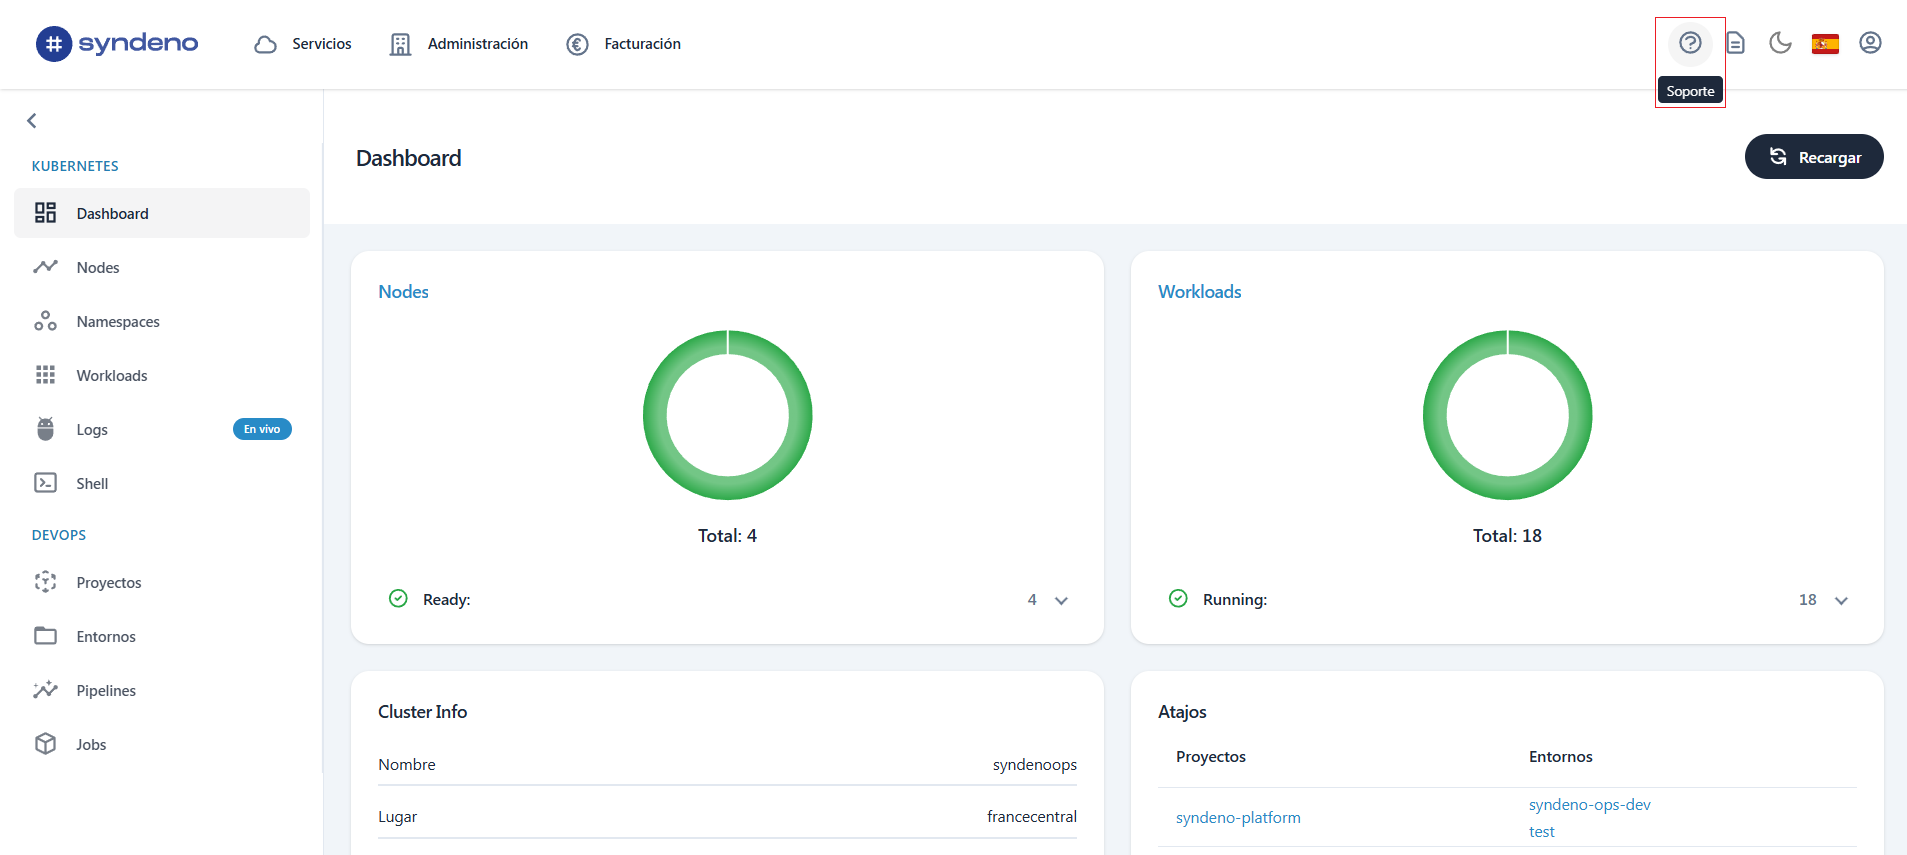 # syndeno
Servicios
Administración
Facturación
Soporte
KUBERNETES
Dashboard
Nodes
Namespaces
Workloads
Logs
En vivo
Shell
DEVOPS
Proyectos
Entornos
Pipelines
Jobs
Dashboard
Recargar
Nodes
Total: 4
Ready: 4
Workloads
Total: 18
Running: 18
Cluster Info
Nombre syndenoops
Lugar francecentral
Atajos
Proyectos Entornos
syndeno-platform
syndeno-ops-dev
test